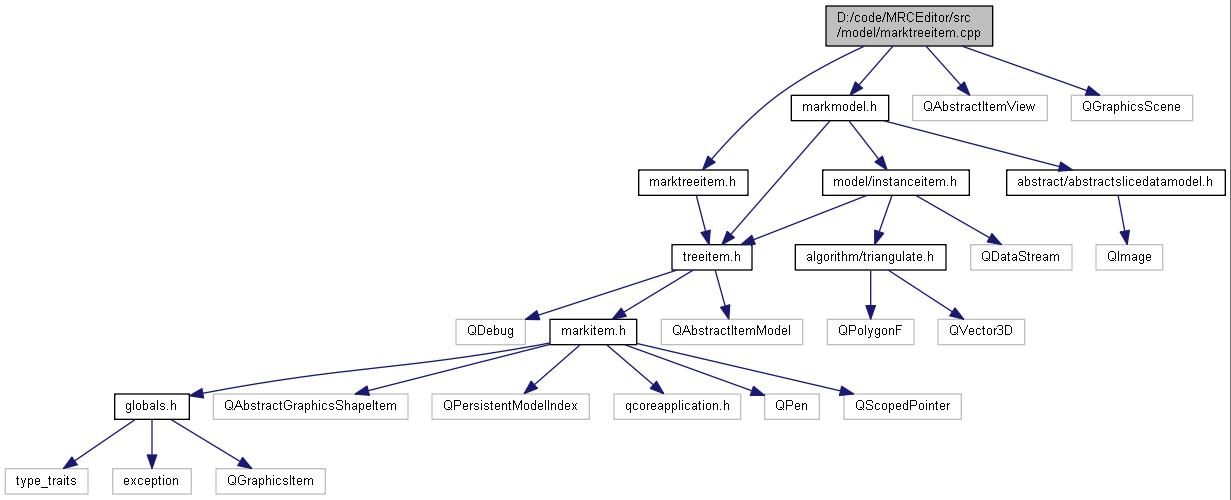 D:/code/MRCEditor/src
/model/marktreeitem.cpp
markmodel.h
QAbstractItemView
QGraphicsScene
marktreeitem.h
model/instanceitem.h
abstract/abstractslicedatamodel.h
treeitem.h
algorithm/triangulate.h
QDataStream
QImage
QDebug
markitem.h
QAbstractItemModel
QPolygonF
QVector3D
globals.h
QAbstractGraphicsShapeItem
QPersistentModelIndex
qcoreapplication.h
QPen
QScopedPointer
type_traits
exception
QGraphicsItem